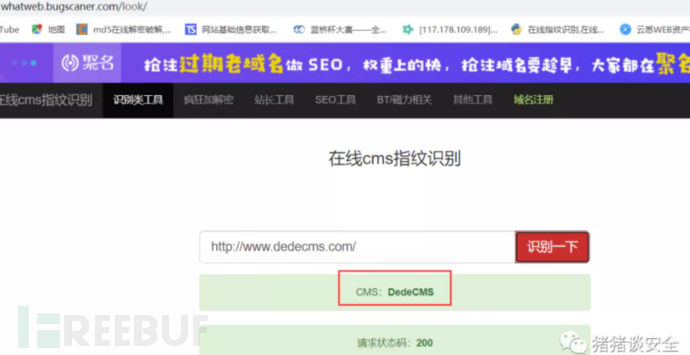 whatweb.bugscaner.com/look/
Tube 地图 md5在线解密破解,... 网站基础信息获取... 蓝桥杯大赛——全... [117.178.109.189]... 在线指纹识别,在线... 云悉WEB资产
聚名 抢注过期老域名做 SEO，权重上的快，抢注域名要趁早，大家都在聚名
在线cms指纹识别 识别类工具 疯狂加解密 站长工具 SEO工具 BT/磁力相关 其他工具 域名注册
在线cms指纹识别
http://www.dedecms.com/ 识别一下
CMS：DedeCMS
请求状态码：200
FREEBUF
猪猪谈安全